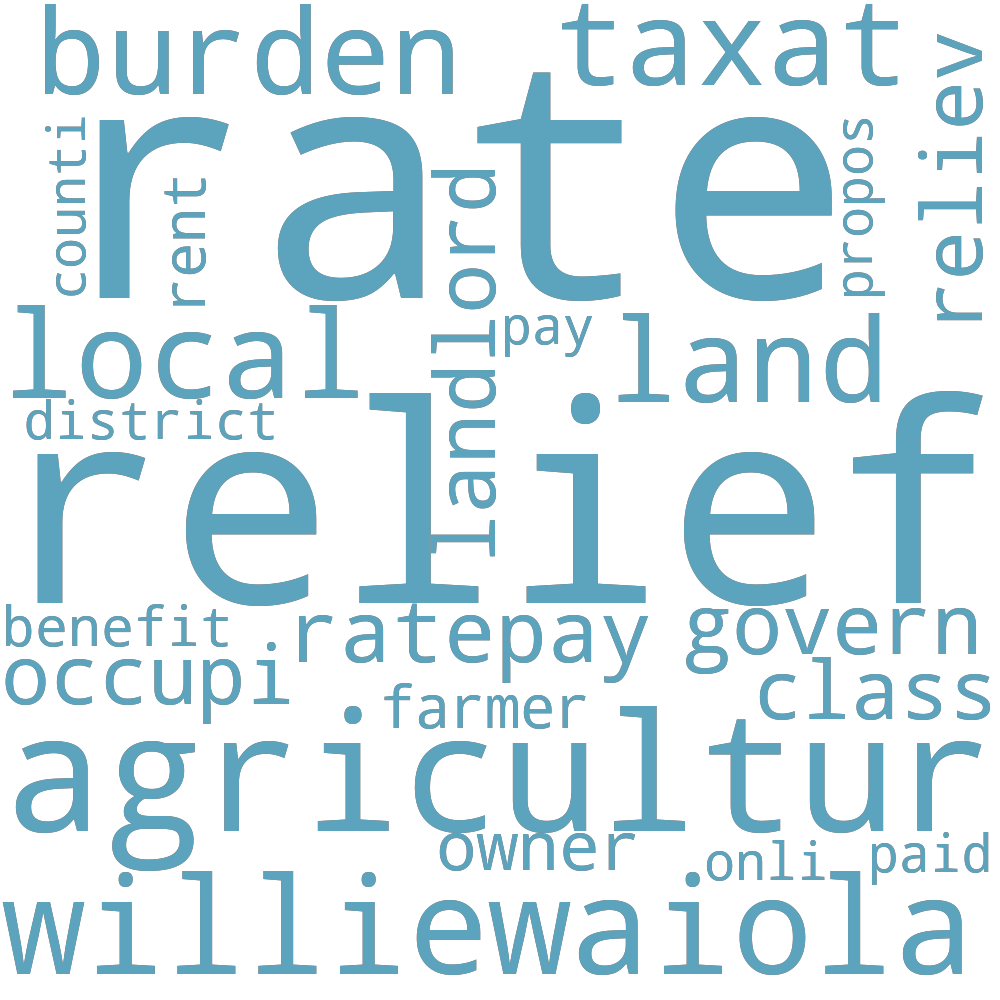 burden
taxat
reliev
rate
counti
rent
landlord
propos
local
pay
land
district
relief
benefit
ratepay
govern
occupi
farmer
class
agricultur
owner
onli
paid
williewaiola